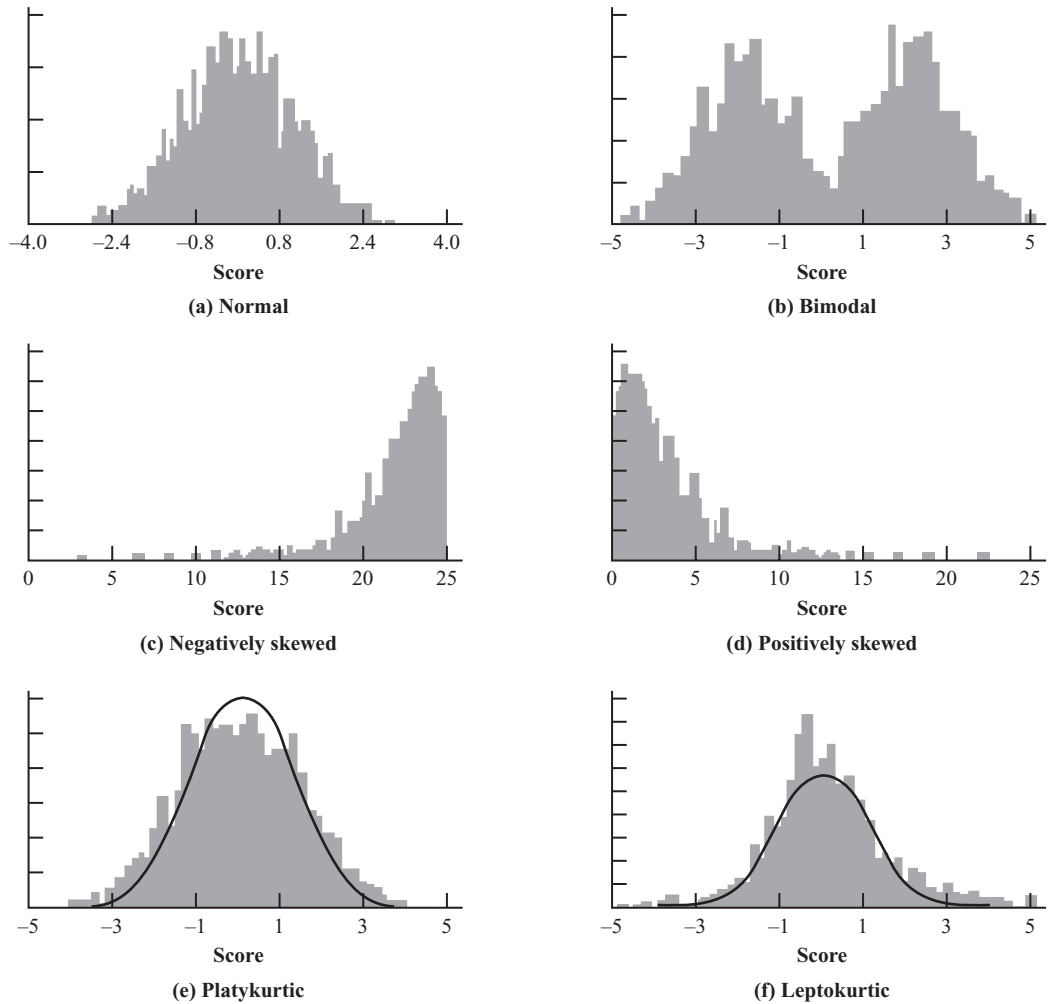 −4.0 −2.4 −0.8 0.8 2.4 4.0
Score
(a) Normal
−5 −3 −1 1 3 5
Score
(b) Bimodal
0 5 10 15 20 25
Score
(c) Negatively skewed
0 5 10 15 20 25
Score
(d) Positively skewed
−5 −3 −1 1 3 5
Score
(e) Platykurtic
−5 −3 −1 1 3 5
Score
(f) Leptokurtic